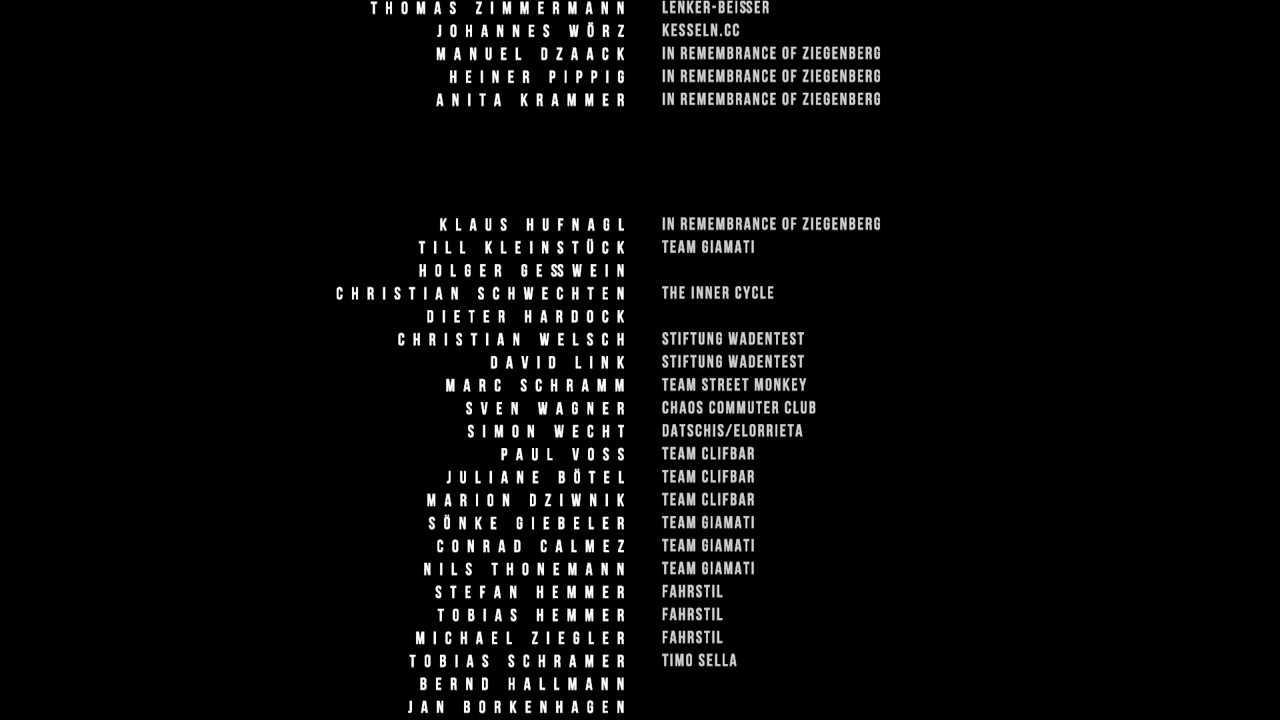 THOMAS ZIMMERMANN LENKER-BEISSER
JOHANNES WÖRZ KESSELN.CC
MANUEL DZAACK IN REMEMBRANCE OF ZIEGENBERG
HEINER PIPPIG IN REMEMBRANCE OF ZIEGENBERG
ANITA KRAMMER IN REMEMBRANCE OF ZIEGENBERG
KLAUS HUFNAGL IN REMEMBRANCE OF ZIEGENBERG
TILL KLEINSTÜCK TEAM GIAMATI
HOLGER GEßWEIN
CHRISTIAN SCHWECHTEN THE INNER CYCLE
DIETER HARDOCK
CHRISTIAN WELSCH STIFTUNG WADENTEST
DAVID LINK STIFTUNG WADENTEST
MARC SCHRAMM TEAM STREET MONKEY
SVEN WAGNER CHAOS COMMUTER CLUB
SIMON WECHT DATSCHIS/ELORRIETA
PAUL VOSS TEAM CLIFBAR
JULIANE BÖTEL TEAM CLIFBAR
MARION DZIWNIK TEAM CLIFBAR
SÖNKE GIEBELER TEAM GIAMATI
CONRAD CALMEZ TEAM GIAMATI
NILS THONEMANN TEAM GIAMATI
STEFAN HEMMER FAHRSTIL
TOBIAS HEMMER FAHRSTIL
MICHAEL ZIEGLER FAHRSTIL
TOBIAS SCHRAMER TIMO SELLA
BERND HALLMANN
JAN BORKENHAGEN